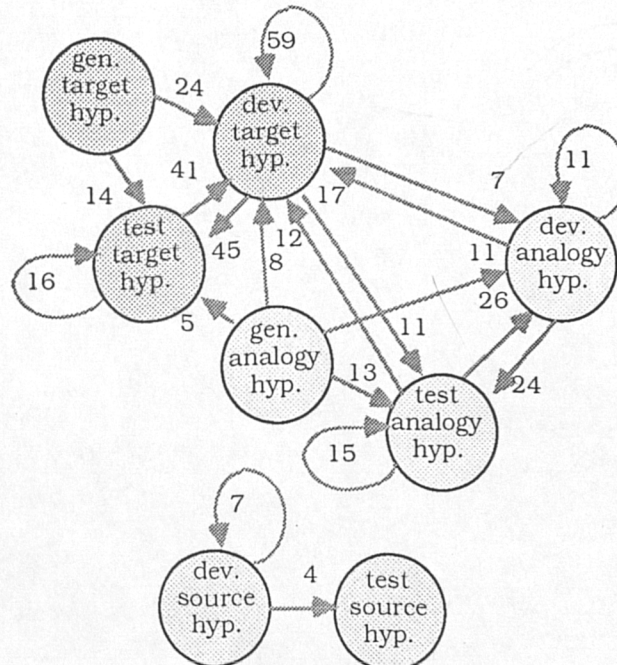 59
gen.
target
hyp.
24
dev.
target
hyp.
14
41
test
target
hyp.
45
16
5
8
12
17
7
11
dev.
analogy
hyp.
11
26
gen.
analogy
hyp.
13
11
24
test
analogy
hyp.
15
7
dev.
source
hyp.
4
test
source
hyp.